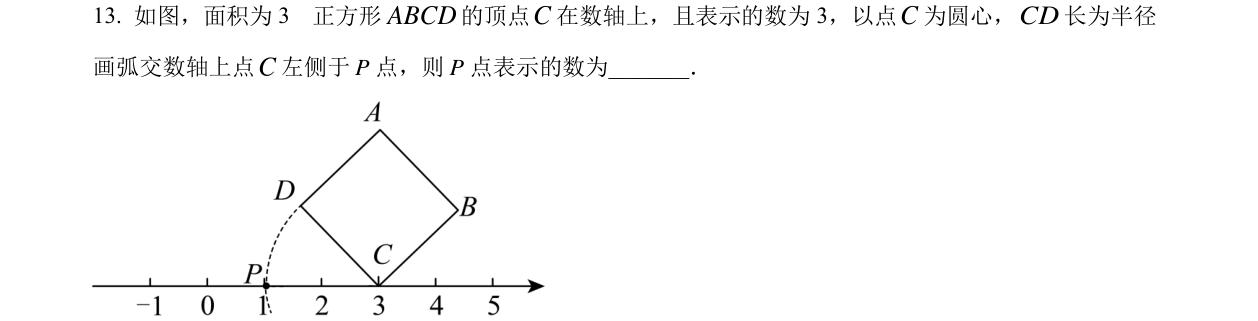 13. 如图，面积为 3 正方形 ABCD 的顶点 C 在数轴上，且表示的数为 3，以点 C 为圆心， CD 长为半径
画弧交数轴上点 C 左侧于 P 点，则 P 点表示的数为_______．
A
D
B
C
P
−1 0 1 2 3 4 5